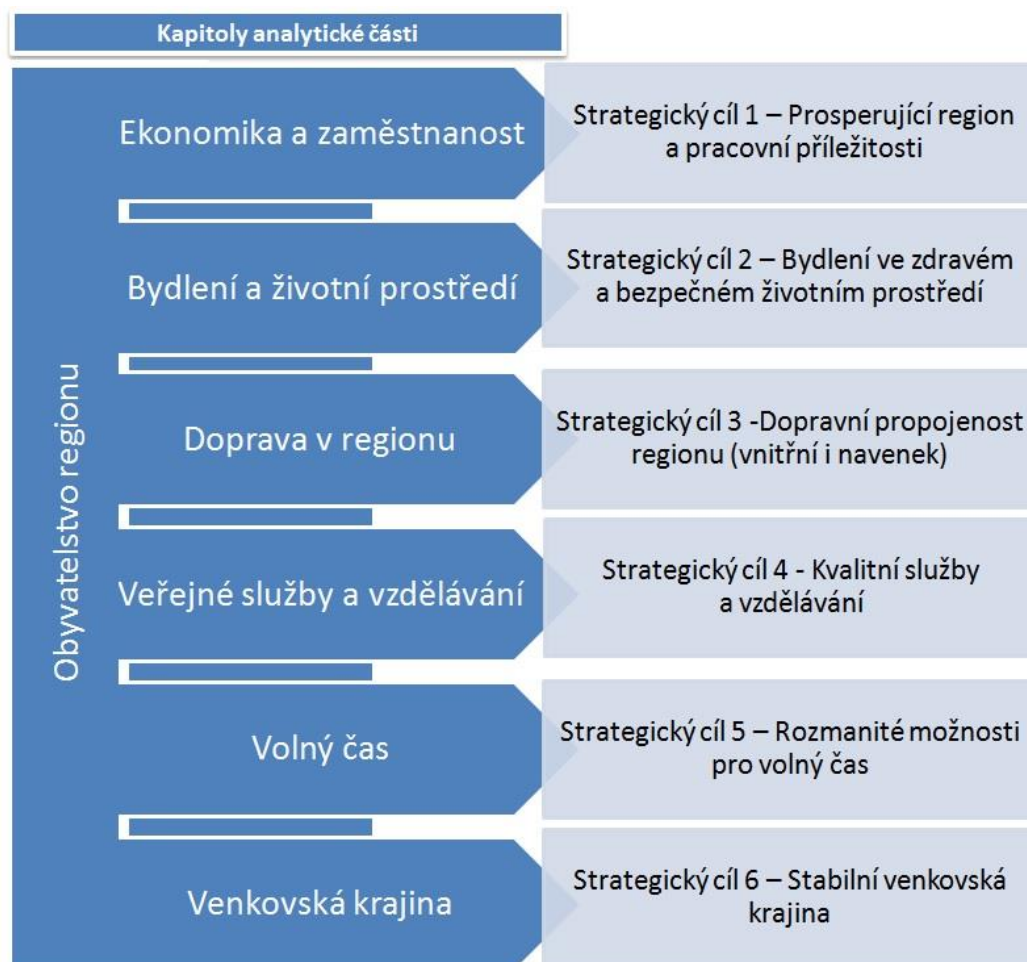 Kapitoly analytické části
Obyvatelstvo regionu
Ekonomika a zaměstnanost
Strategický cíl 1 – Prosperující region
a pracovní příležitosti
Bydlení a životní prostředí
Strategický cíl 2 – Bydlení ve zdravém
a bezpečném životním prostředí
Doprava v regionu
Strategický cíl 3 -Dopravní propojenost
regionu (vnitřní i navenek)
Veřejné služby a vzdělávání
Strategický cíl 4 - Kvalitní služby
a vzdělávání
Volný čas
Strategický cíl 5 – Rozmanité možnosti
pro volný čas
Venkovská krajina
Strategický cíl 6 – Stabilní venkovská
krajina